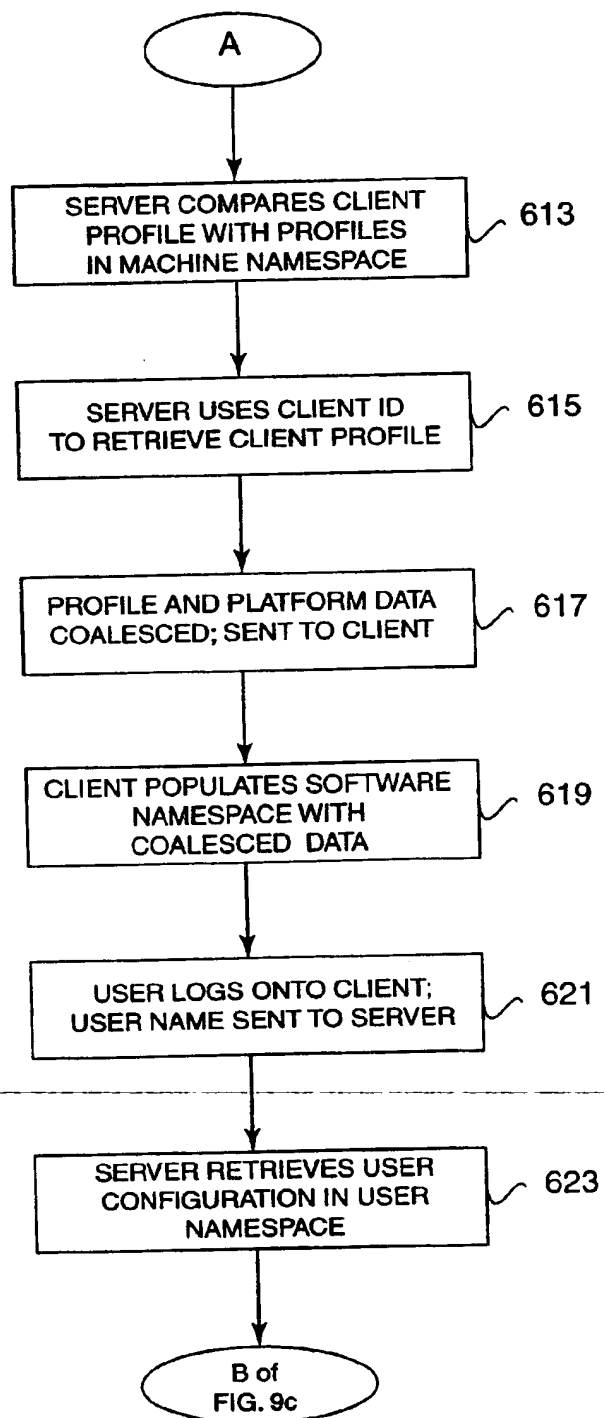 A
SERVER COMPARES CLIENT
PROFILE WITH PROFILES
IN MACHINE NAMESPACE
613
SERVER USES CLIENT ID
TO RETRIEVE CLIENT PROFILE
615
PROFILE AND PLATFORM DATA
COALESCED; SENT TO CLIENT
617
CLIENT POPULATES SOFTWARE
NAMESPACE WITH
COALESCED DATA
619
USER LOGS ONTO CLIENT;
USER NAME SENT TO SERVER
621
SERVER RETRIEVES USER
CONFIGURATION IN USER
NAMESPACE
623
B of
FIG. 9c